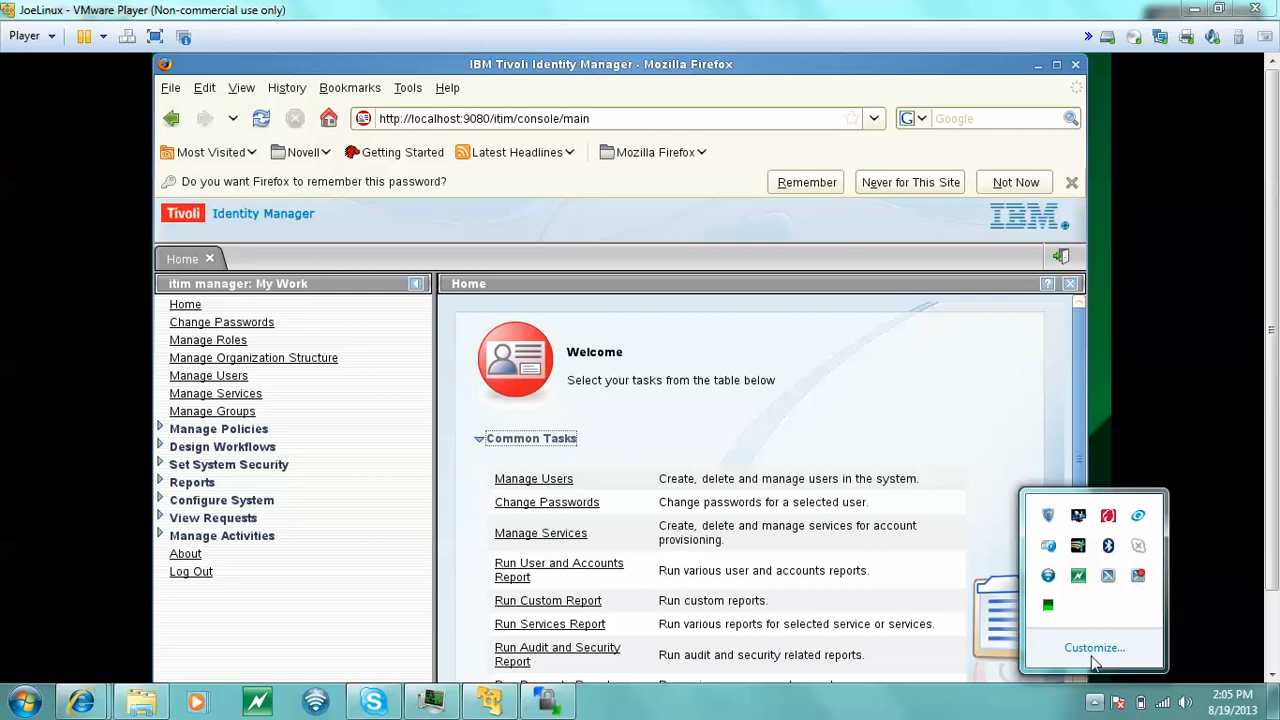 JoeLinux - VMware Player (Non-commercial use only)
Player
IBM Tivoli Identity Manager - Mozilla Firefox
File Edit View History Bookmarks Tools Help
http://localhost:9080/itim/console/main
G Google
Most Visited Novell Getting Started Latest Headlines Mozilla Firefox
Do you want Firefox to remember this password?
Remember Never for This Site Not Now
Tivoli Identity Manager IBM
Home
itim manager: My Work
Home
Change Passwords
Manage Roles
Manage Organization Structure
Manage Users
Manage Services
Manage Groups
Manage Policies
Design Workflows
Set System Security
Reports
Configure System
View Requests
Manage Activities
About
Log Out
Home
?
Welcome
Select your tasks from the table below
Common Tasks
Manage Users Create, delete and manage users in the system.
Change Passwords Change passwords for a selected user.
Manage Services Create, delete and manage services for account
provisioning.
Run User and Accounts
Report
Run various user and accounts reports.
Run Custom Report Run custom reports.
Run Services Report Run various reports for selected service or services.
Run Audit and Security
Report
Run audit and security related reports.
Customize...
2:05 PM
8/19/2013